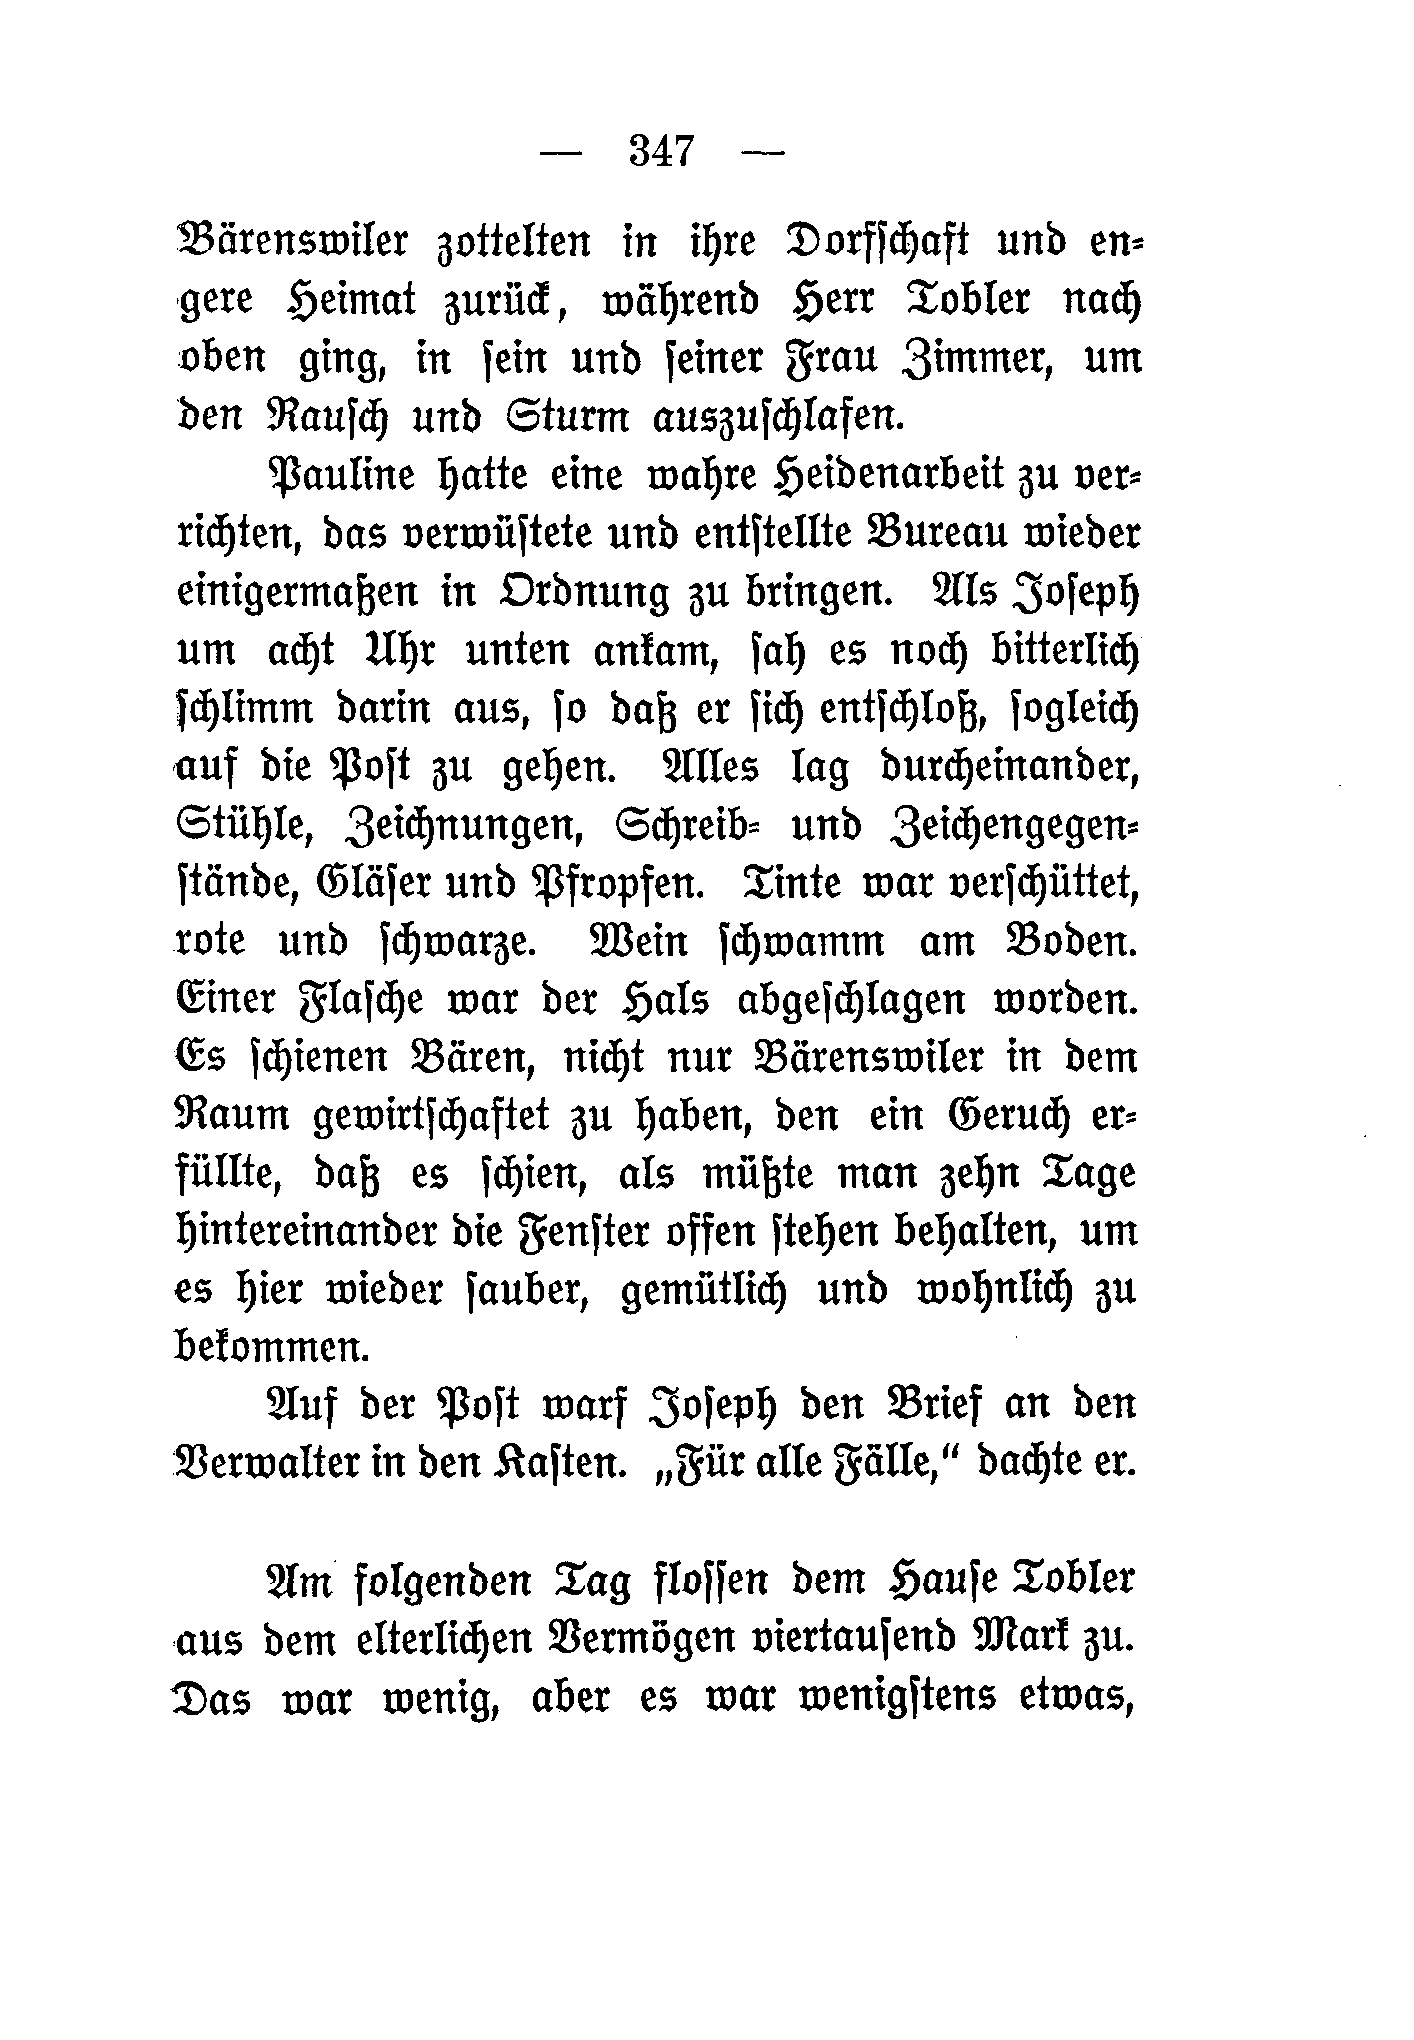 — 347 —
Bärenswiler zottelten in ihre Dorfſchaft und en⸗
gere Heimat zurück, während Herr Tobler nach
oben ging, in ſein und ſeiner Frau Zimmer, um
den Rauſch und Sturm auszuſchlafen.
Pauline hatte eine wahre Heidenarbeit zu ver⸗
richten, das verwüſtete und entſtellte Bureau wieder
einigermaßen in Ordnung zu bringen. Als Joſeph
um acht Uhr unten ankam, ſah es noch bitterlich
ſchlimm darin aus, ſo daß er ſich entſchloß, ſogleich
auf die Poſt zu gehen. Alles lag durcheinander,
Stühle, Zeichnungen, Schreib⸗ und Zeichengegen⸗
ſtände, Gläſer und Pfropfen. Tinte war verſchüttet,
rote und ſchwarze. Wein ſchwamm am Boden.
Einer Flaſche war der Hals abgeſchlagen worden.
Es ſchienen Bären, nicht nur Bärenswiler in dem
Raum gewirtſchaftet zu haben, den ein Geruch er⸗
füllte, daß es ſchien, als müßte man zehn Tage
hintereinander die Fenſter offen ſtehen behalten, um
es hier wieder ſauber, gemütlich und wohnlich zu
bekommen.
Auf der Poſt warf Joſeph den Brief an den
Verwalter in den Kaſten. „Für alle Fälle,“ dachte er.
Am folgenden Tag floſſen dem Hauſe Tobler
aus dem elterlichen Vermögen viertauſend Mark zu.
Das war wenig, aber es war wenigſtens etwas,